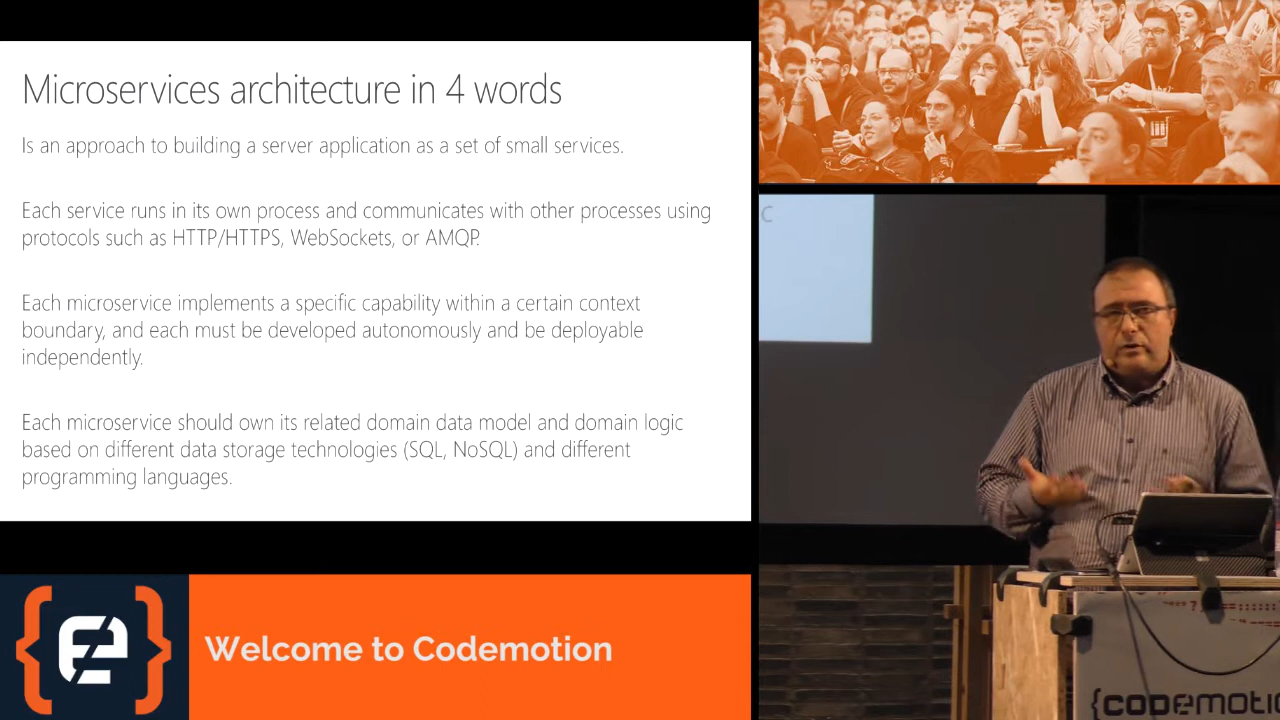 Microservices architecture in 4 words
Is an approach to building a server application as a set of small services.
Each service runs in its own process and communicates with other processes using
protocols such as HTTP/HTTPS, WebSockets, or AMQP.
Each microservice implements a specific capability within a certain context
boundary, and each must be developed autonomously and be deployable
independently.
Each microservice should own its related domain data model and domain logic
based on different data storage technologies (SQL, NoSQL) and different
programming languages.
Welcome to Codemotion
C
{codemotio